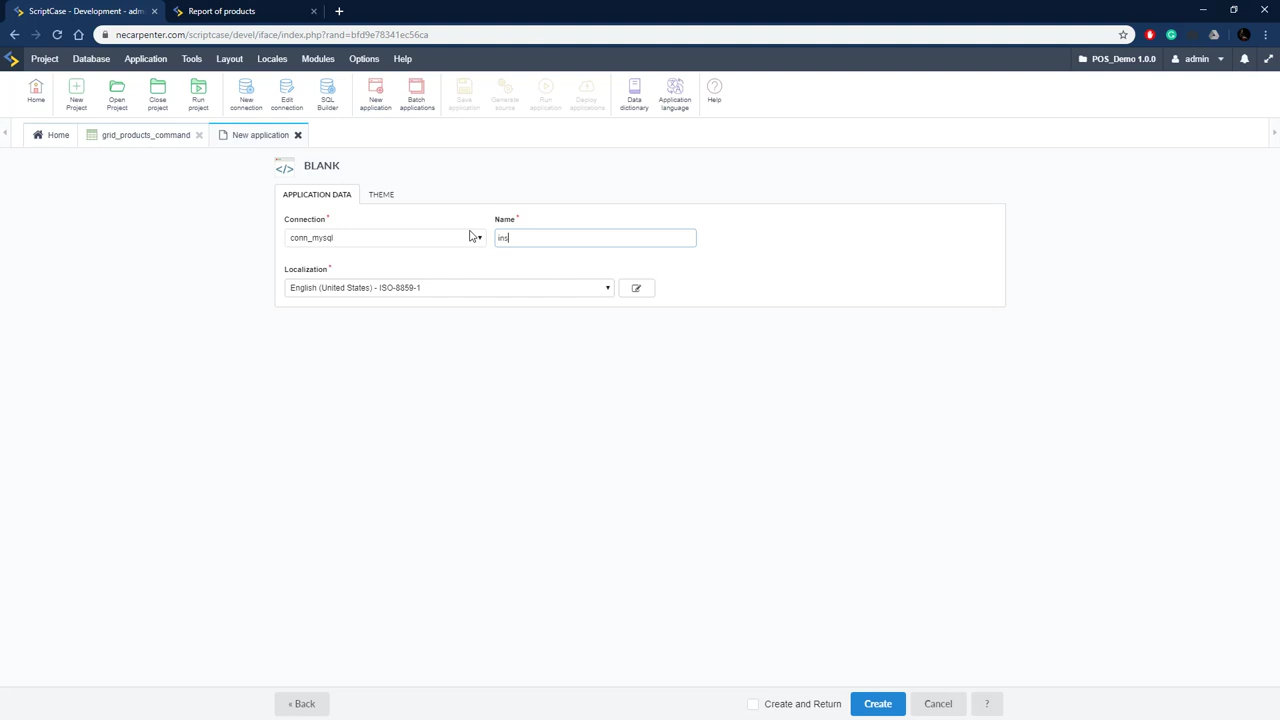 ScriptCase - Development - adm
Report of products
necarpenter.com/scriptcase/devel/iface/index.php?rand=bfd9e78341ec56ca
Project Database Application Tools Layout Locales Modules Options Help
POS_Demo 1.0.0 admin
Home
New Project
Open Project
Close project
Run project
New connection
Edit connection
SQL Builder
New application
Batch applications
Save application
Generate source
Run application
Deploy applications
Data dictionary
Application language
Help
Home grid_products_command New application
</> BLANK
APPLICATION DATA THEME
Connection * Name *
conn_mysql ins
Localization *
English (United States) - ISO-8859-1
« Back Create and Return Create Cancel ?